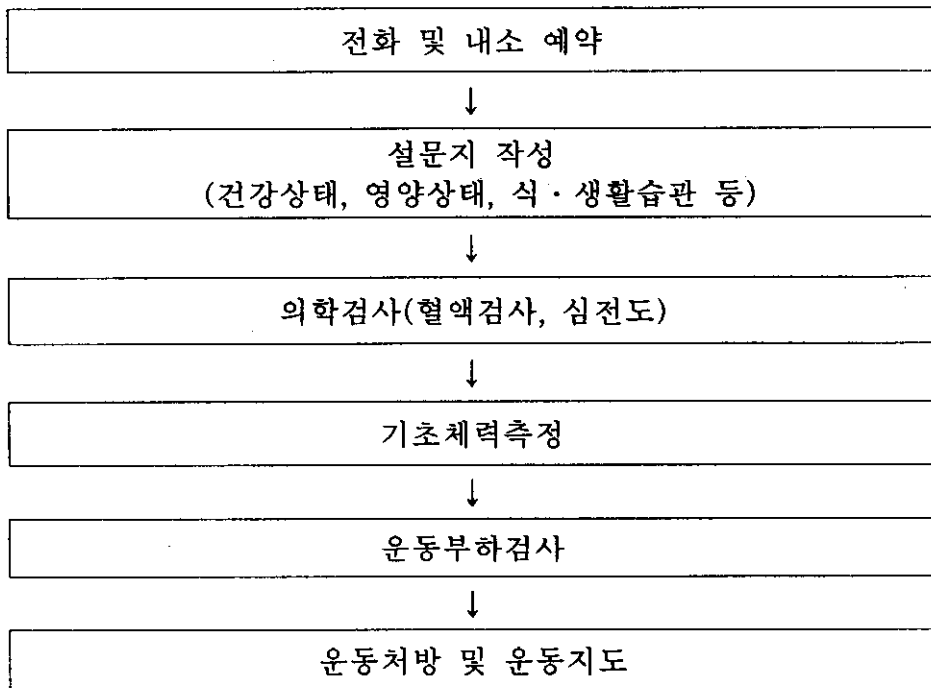 전화 및 내소 예약
↓
설문지 작성
(건강상태, 영양상태, 식 · 생활습관 등)
↓
의학검사(혈액검사, 심전도)
↓
기초체력측정
↓
운동부하검사
↓
운동처방 및 운동지도